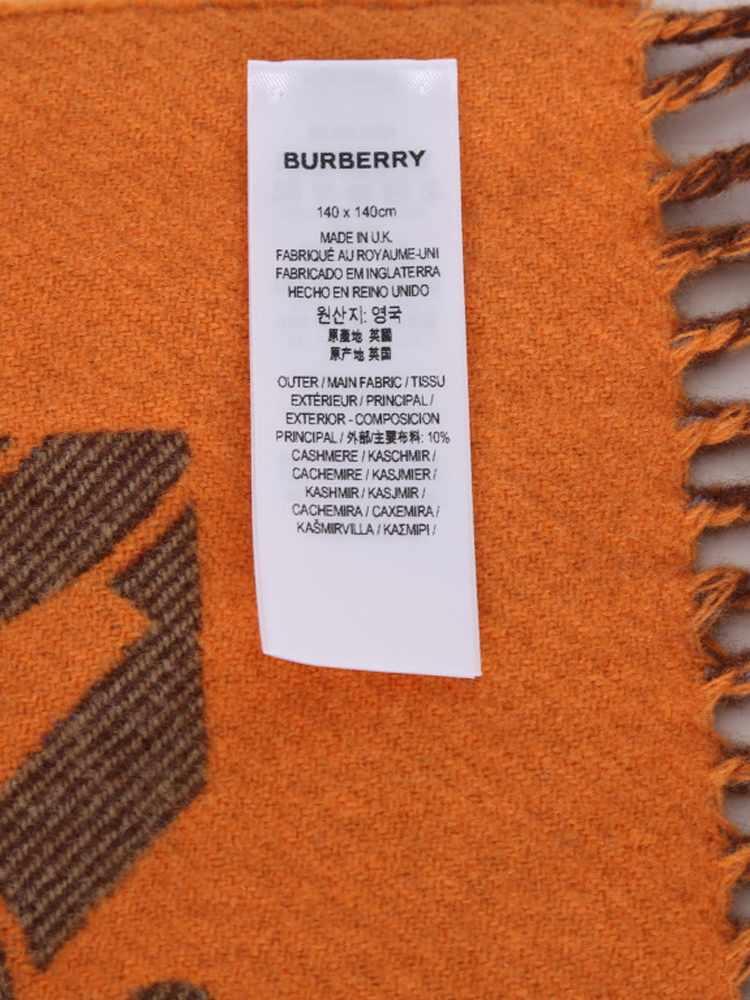 BURBERRY
140 x 140cm
MADE IN U.K.
FABRIQUÉ AU ROYAUME-UNI
FABRICADO EM INGLATERRA
HECHO EN REINO UNIDO
원산지: 영국
原產地 英國
原产地 英国
OUTER / MAIN FABRIC / TISSU
EXTÉRIEUR / PRINCIPAL /
EXTERIOR - COMPOSICION
PRINCIPAL / 外部/主要布料: 10%
CASHMERE / KASCHMIR /
CACHEMIRE / KASJMIER /
KASHMIR / KASJMIR /
CACHEMIRA / CAXEMIRA /
KAŠMIRVILLA / ΚΑΣΜΙΡΙ /